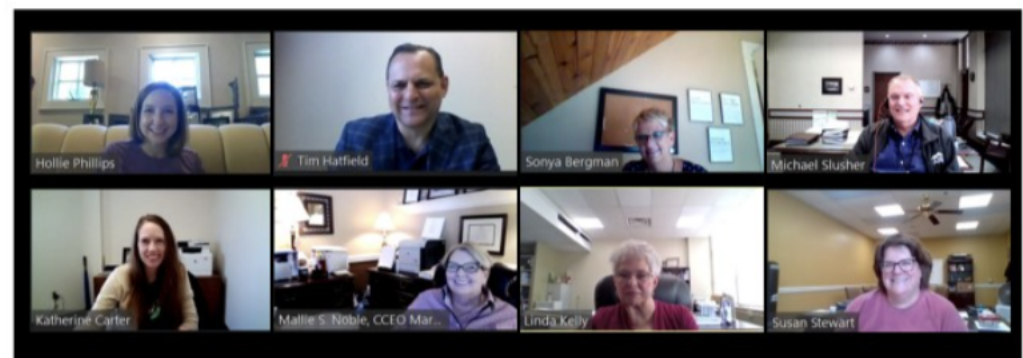 Hollie Phillips
Tim Hatfield
Sonya Bergman
Michael Slusher
Katherine Carter
Mallie S. Noble, CCEO Mar...
Linda Kelly
Susan Stewart